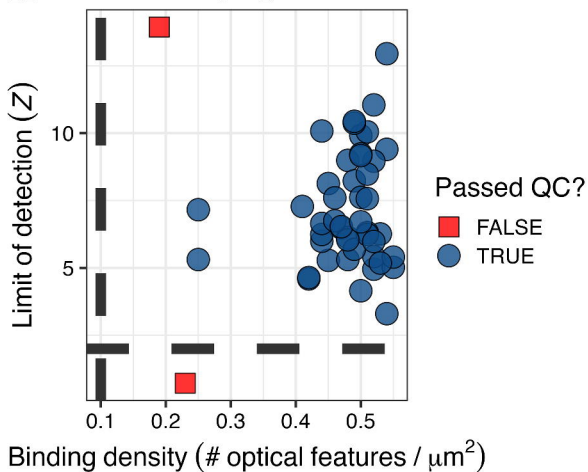 Limit of detection (Z)
10
5
0.1 0.2 0.3 0.4 0.5
Binding density (# optical features / μm²)
Passed QC?
FALSE
TRUE